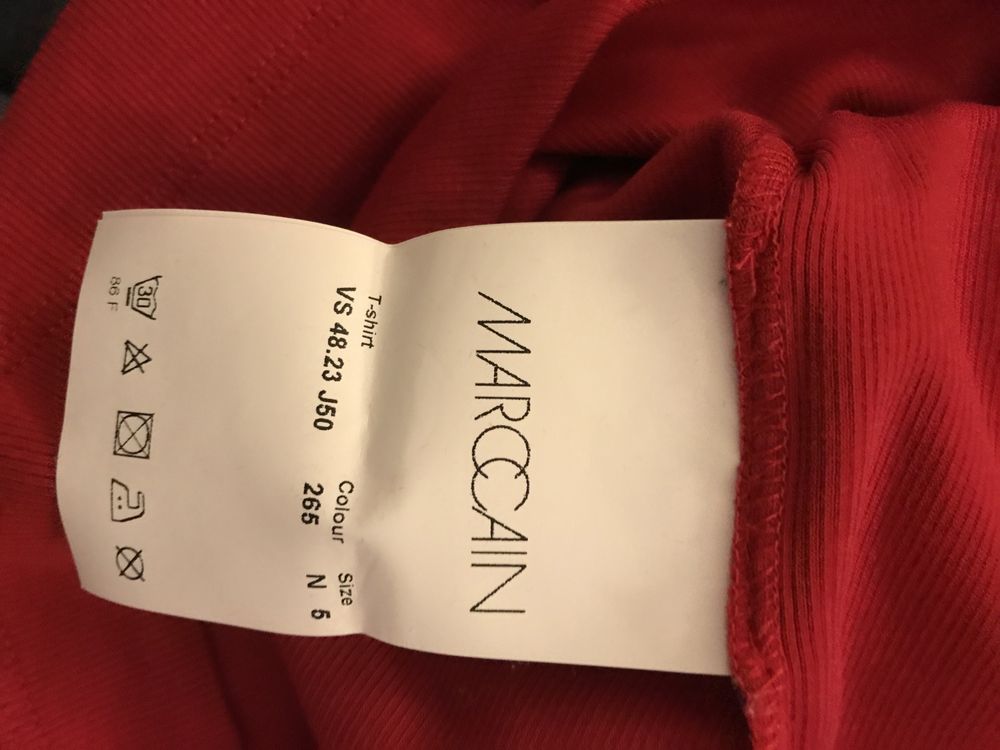 MARCCAIN
T-shirt Colour Size
VS 48.23 J50 265 N 5
30
86 F